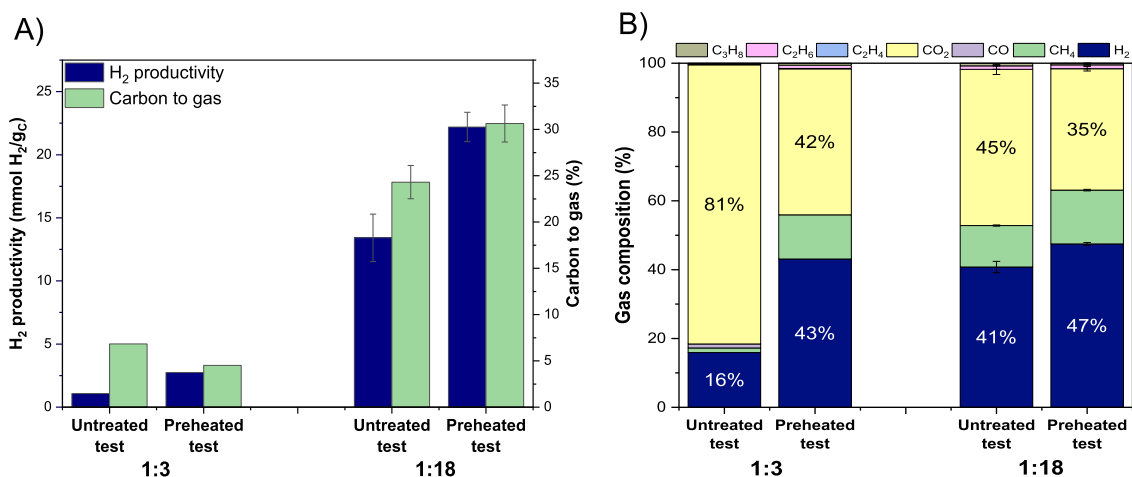 A)
H₂ productivity
Carbon to gas
H₂ productivity (mmol H₂/g_C)
0
5
10
15
20
25
Carbon to gas (%)
0
5
10
15
20
25
30
35
Untreated test
Preheated test
Untreated test
Preheated test
1:3
1:18
B)
C₃H₈ C₂H₆ C₂H₄ CO₂ CO CH₄ H₂
Gas composition (%)
100
80
60
40
20
0
81%
16%
42%
43%
45%
41%
35%
47%
Untreated test
Preheated test
Untreated test
Preheated test
1:3
1:18